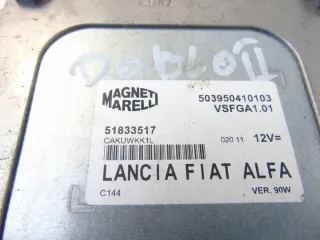 Doblo II
MAGNETI MARELLI
503950410103
VSFGA1.01
51833517
CAKUWKK1L
020 11 12V=
LANCIA FIAT ALFA
C144 VER. 90W